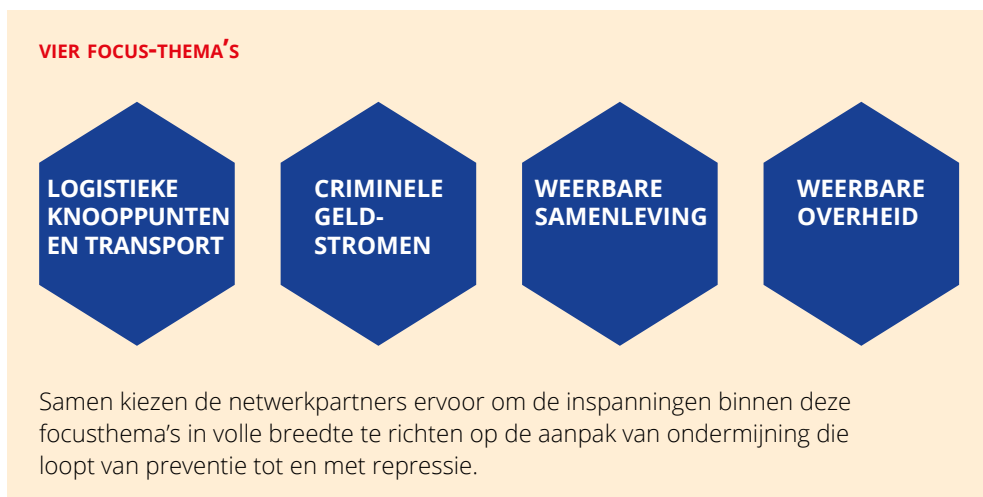 VIER FOCUS-THEMA'S
LOGISTIEKE
KNOOPPUNTEN
EN TRANSPORT
CRIMINELE
GELD-
STROMEN
WEERBARE
SAMENLEVING
WEERBARE
OVERHEID
Samen kiezen de netwerkpartners ervoor om de inspanningen binnen deze
focusthema's in volle breedte te richten op de aanpak van ondermijning die
loopt van preventie tot en met repressie.